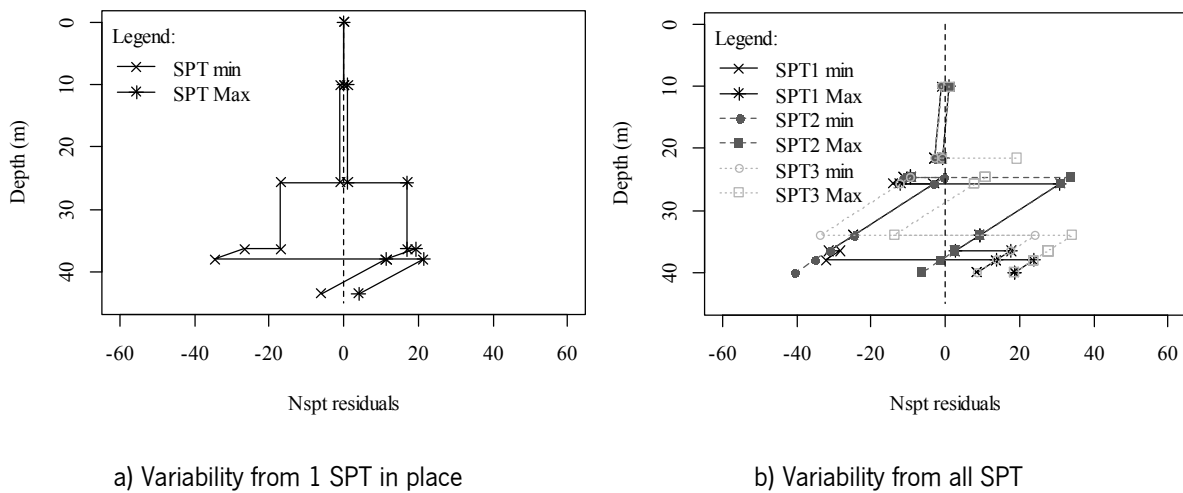 0
10
20
30
40
Depth (m)
Legend:
SPT min
SPT Max
-60
-40
-20
0
20
40
60
Nspt residuals
a) Variability from 1 SPT in place
0
10
20
30
40
Depth (m)
Legend:
SPT1 min
SPT1 Max
SPT2 min
SPT2 Max
SPT3 min
SPT3 Max
-60
-40
-20
0
20
40
60
Nspt residuals
b) Variability from all SPT